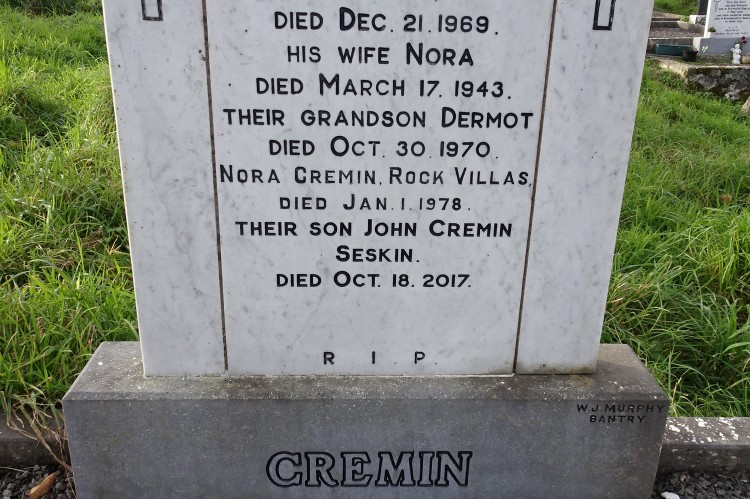 DIED DEC. 21. 1969.
HIS WIFE NORA
DIED MARCH 17. 1943.
THEIR GRANDSON DERMOT
DIED OCT. 30. 1970.
NORA CREMIN, ROCK VILLAS,
DIED JAN. 1. 1978.
THEIR SON JOHN CREMIN
SESKIN.
DIED OCT. 18. 2017.
R I P.
W.J. MURPHY
BANTRY.
CREMIN